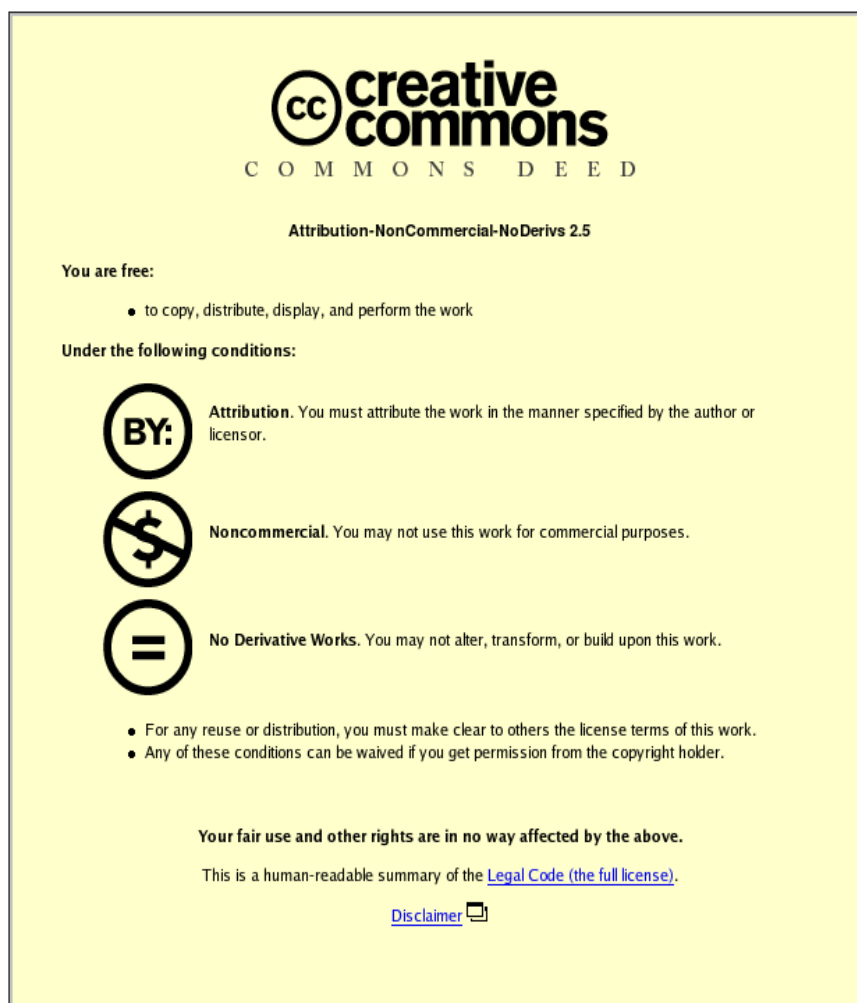 cc creative
commons
COMMONS DEED
Attribution-NonCommercial-NoDerivs 2.5
You are free:
• to copy, distribute, display, and perform the work
Under the following conditions:
BY:
Attribution. You must attribute the work in the manner specified by the author or
licensor.
$
Noncommercial. You may not use this work for commercial purposes.
=
No Derivative Works. You may not alter, transform, or build upon this work.
• For any reuse or distribution, you must make clear to others the license terms of this work.
• Any of these conditions can be waived if you get permission from the copyright holder.
Your fair use and other rights are in no way affected by the above.
This is a human-readable summary of the Legal Code (the full license).
Disclaimer